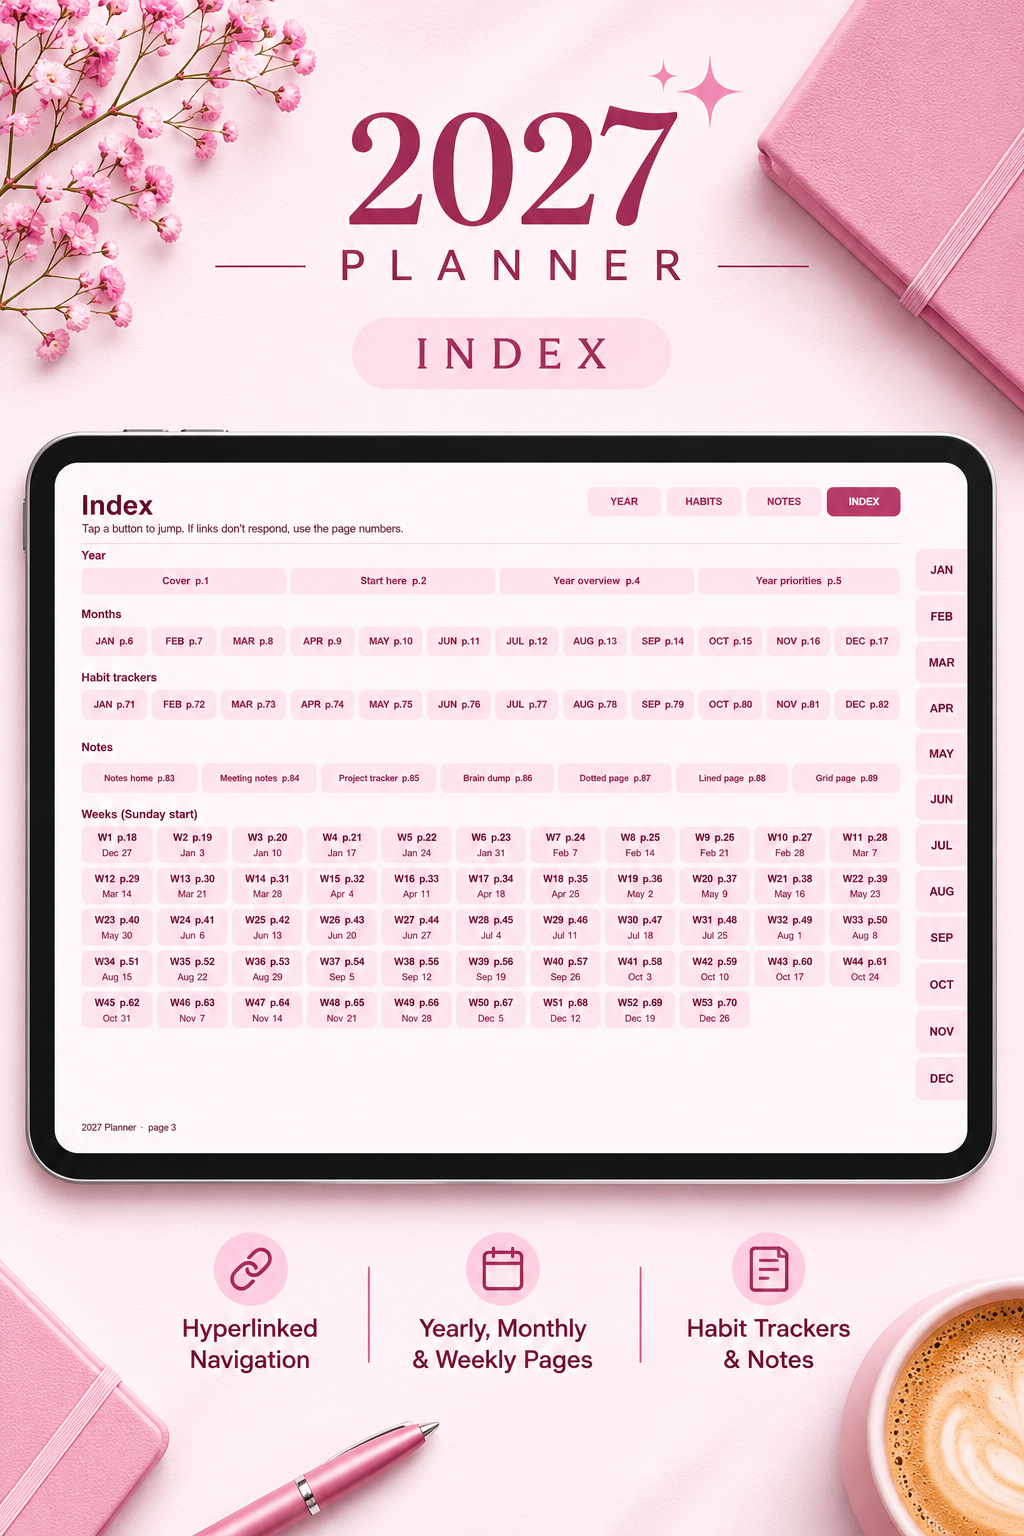 2027
PLANNER
INDEX
Index
Tap a button to jump. If links don't respond, use the page numbers.
YEAR HABITS NOTES INDEX
Year
Cover p.1 Start here p.2 Year overview p.4 Year priorities p.5
Months
JAN p.6 FEB p.7 MAR p.8 APR p.9 MAY p.10 JUN p.11 JUL p.12 AUG p.13 SEP p.14 OCT p.15 NOV p.16 DEC p.17
Habit trackers
JAN p.71 FEB p.72 MAR p.73 APR p.74 MAY p.75 JUN p.76 JUL p.77 AUG p.78 SEP p.79 OCT p.80 NOV p.81 DEC p.82
Notes
Notes home p.83 Meeting notes p.84 Project tracker p.85 Brain dump p.86 Dotted page p.87 Lined page p.88 Grid page p.89
Weeks (Sunday start)
W1 p.18 W2 p.19 W3 p.20 W4 p.21 W5 p.22 W6 p.23 W7 p.24 W8 p.25 W9 p.26 W10 p.27 W11 p.28
Dec 27 Jan 3 Jan 10 Jan 17 Jan 24 Jan 31 Feb 7 Feb 14 Feb 21 Feb 28 Mar 7
W12 p.29 W13 p.30 W14 p.31 W15 p.32 W16 p.33 W17 p.34 W18 p.35 W19 p.36 W20 p.37 W21 p.38 W22 p.39
Mar 14 Mar 21 Mar 28 Apr 4 Apr 11 Apr 18 Apr 25 May 2 May 9 May 16 May 23
W23 p.40 W24 p.41 W25 p.42 W26 p.43 W27 p.44 W28 p.45 W29 p.46 W30 p.47 W31 p.48 W32 p.49 W33 p.50
May 30 Jun 6 Jun 13 Jun 20 Jun 27 Jul 4 Jul 11 Jul 18 Jul 25 Aug 1 Aug 8
W34 p.51 W35 p.52 W36 p.53 W37 p.54 W38 p.55 W39 p.56 W40 p.57 W41 p.58 W42 p.59 W43 p.60 W44 p.61
Aug 15 Aug 22 Aug 29 Sep 5 Sep 12 Sep 19 Sep 26 Oct 3 Oct 10 Oct 17 Oct 24
W45 p.62 W46 p.63 W47 p.64 W48 p.65 W49 p.66 W50 p.67 W51 p.68 W52 p.69 W53 p.70
Oct 31 Nov 7 Nov 14 Nov 21 Nov 28 Dec 5 Dec 12 Dec 19 Dec 26
JAN
FEB
MAR
APR
MAY
JUN
JUL
AUG
SEP
OCT
NOV
DEC
2027 Planner · page 3
Hyperlinked
Navigation
Yearly, Monthly
& Weekly Pages
Habit Trackers
& Notes